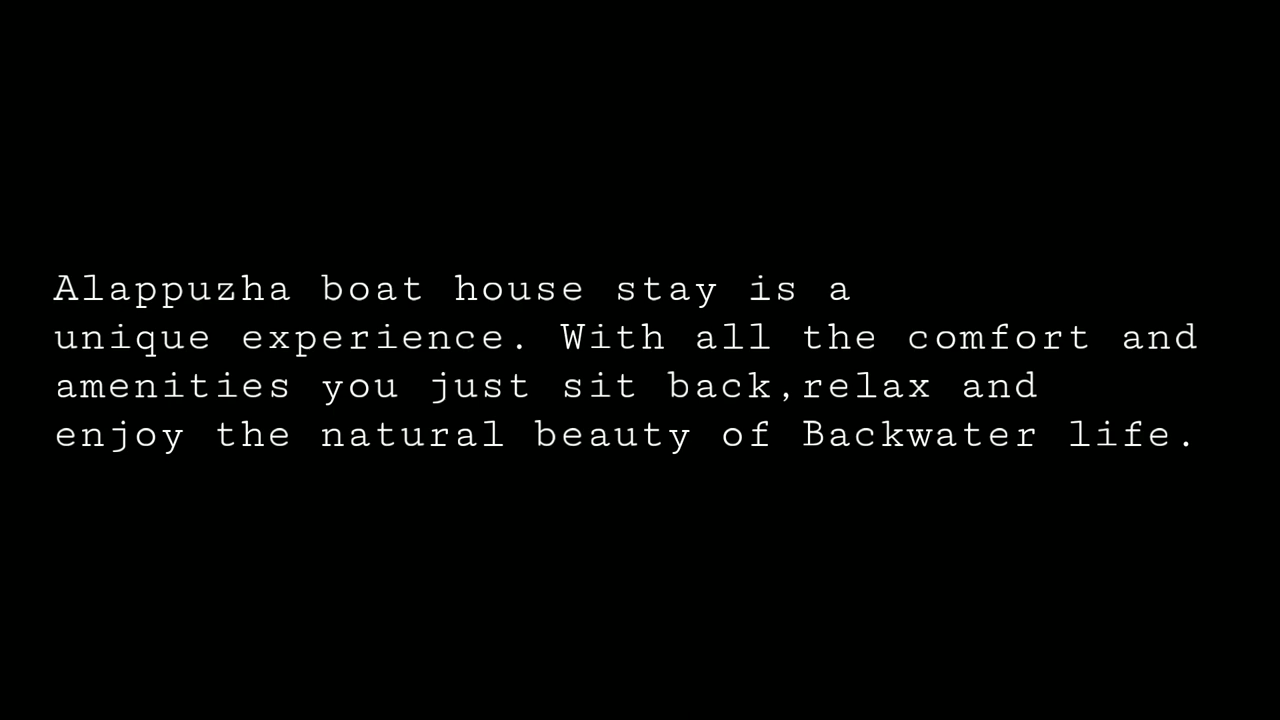 Alappuzha boat house stay is a
unique experience. With all the comfort and
amenities you just sit back,relax and
enjoy the natural beauty of Backwater life.